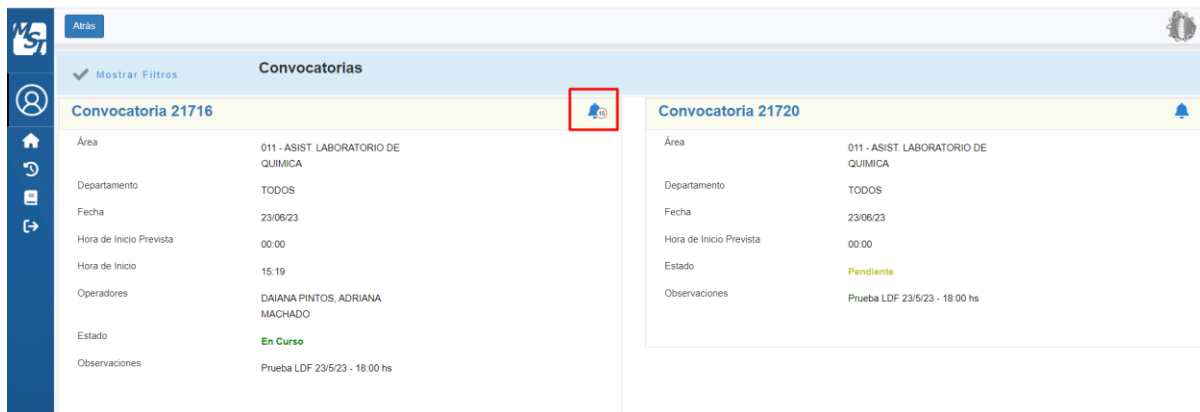 MST
Atrás
Mostrar Filtros
Convocatorias
Convocatoria 21716
16
Área
011 - ASIST. LABORATORIO DE
QUIMICA
Departamento
TODOS
Fecha
23/06/23
Hora de Inicio Prevista
00:00
Hora de Inicio
15:19
Operadores
DAIANA PINTOS, ADRIANA
MACHADO
Estado
En Curso
Observaciones
Prueba LDF 23/5/23 - 18:00 hs
Convocatoria 21720
Área
011 - ASIST. LABORATORIO DE
QUIMICA
Departamento
TODOS
Fecha
23/06/23
Hora de Inicio Prevista
00:00
Estado
Pendiente
Observaciones
Prueba LDF 23/5/23 - 18:00 hs